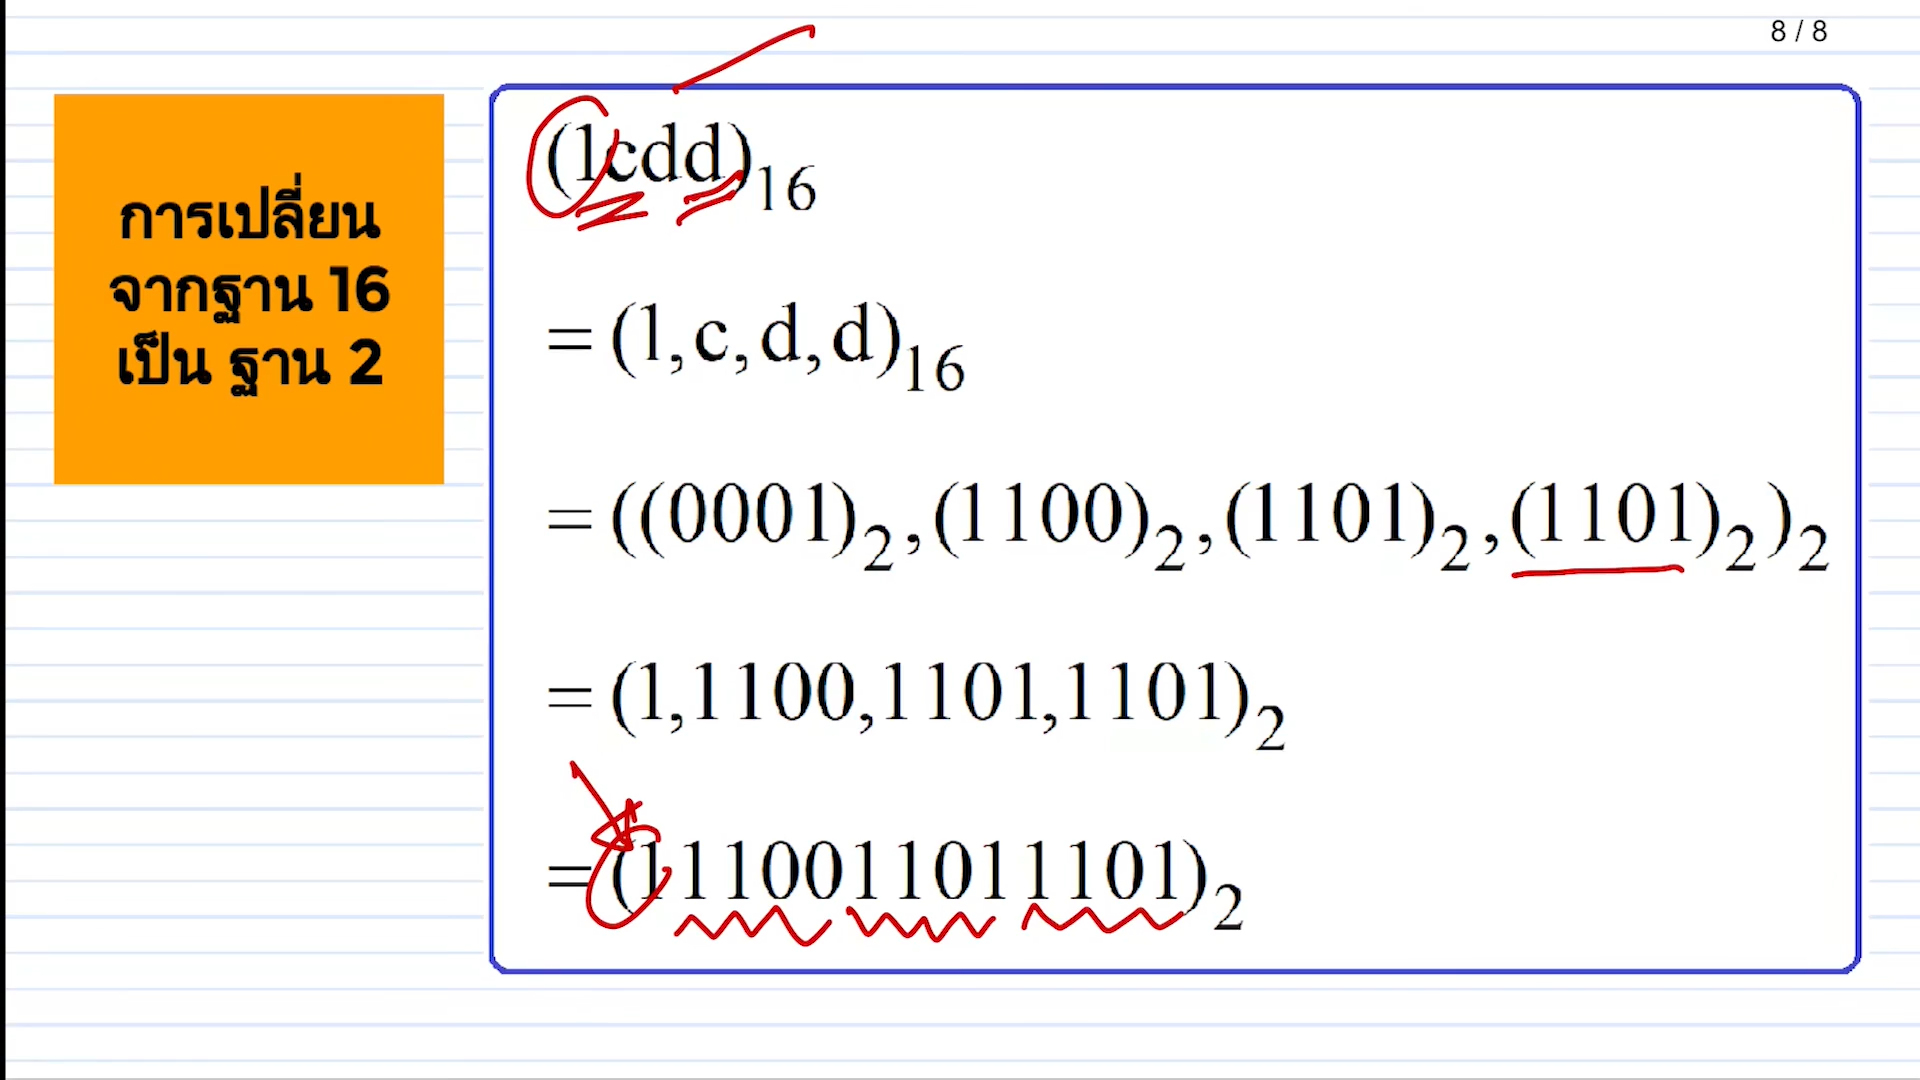 8 / 8
การเปลี่ยน
จากฐาน 16
เป็น ฐาน 2
(1cdd)16
= (1,c,d,d)16
= ((0001)2,(1100)2,(1101)2,(1101)2)2
= (1,1100,1101,1101)2
= (1110011011101)2